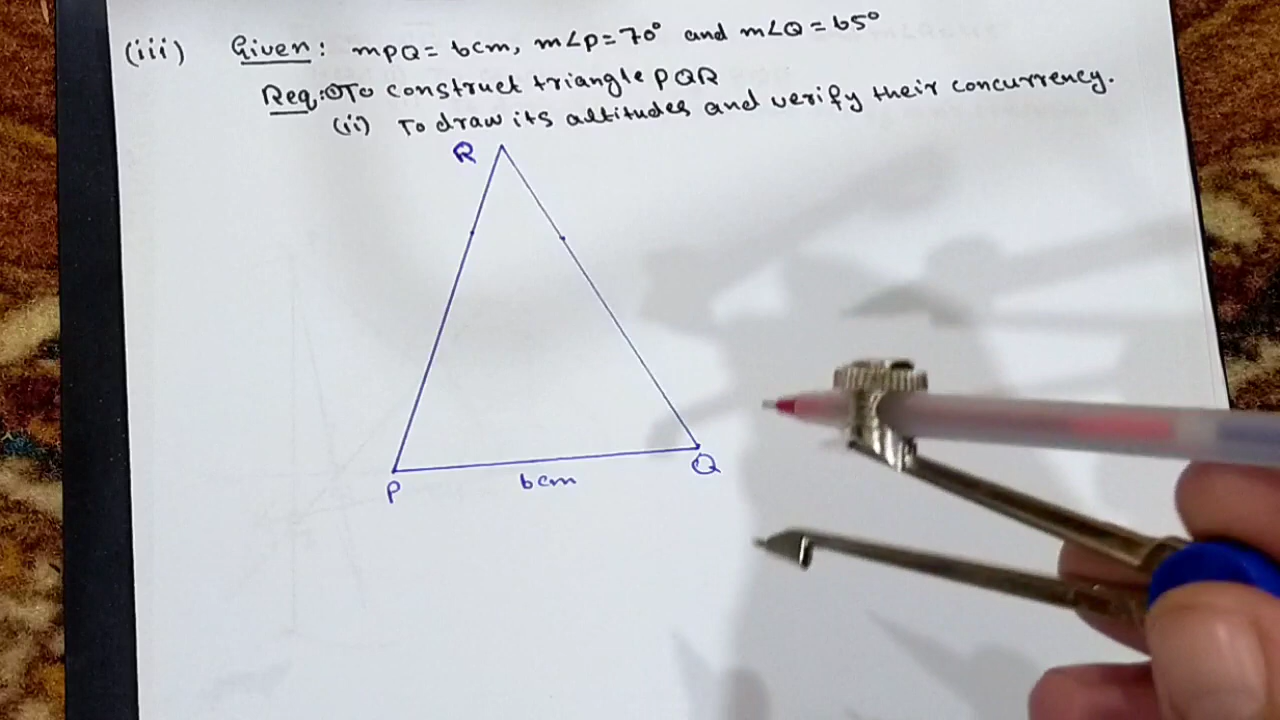 (iii) Given: mPQ = 6cm, m∠P=70° and m∠Q=65°
Req:①To construct triangle PQR
(ii) To draw its altitudes and verify their concurrency.
R
P
6cm
Q